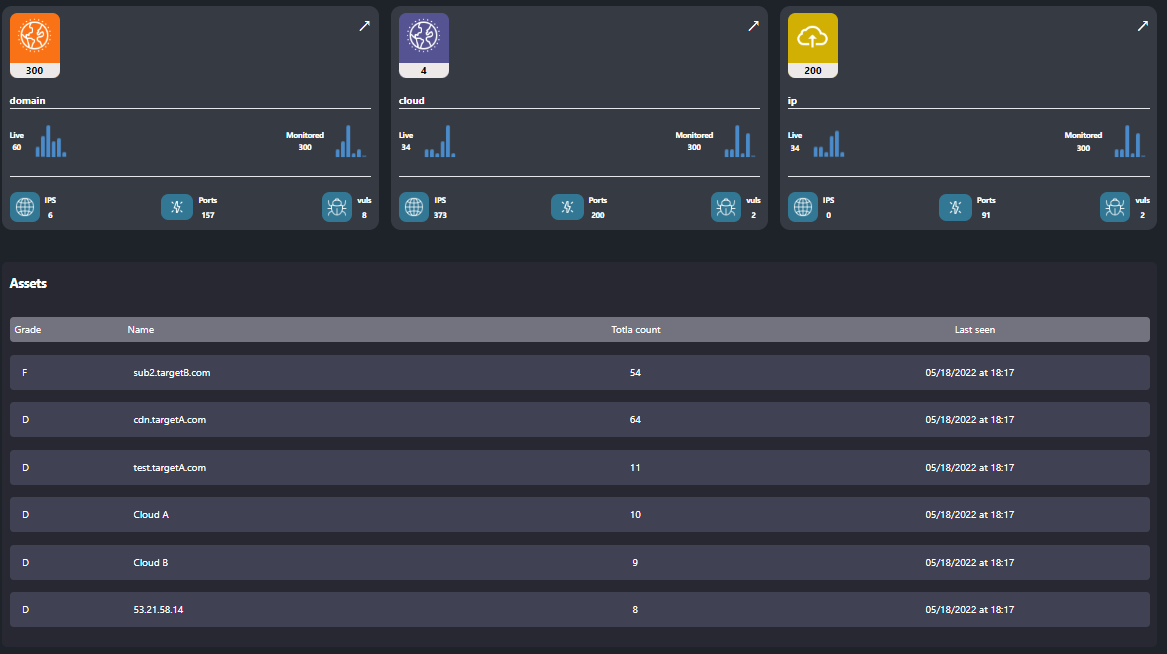 300
domain
Live
60
Monitored
300
IPS
6
Ports
157
vuls
8
4
cloud
Live
34
Monitored
300
IPS
373
Ports
200
vuls
2
200
ip
Live
34
Monitored
300
IPS
0
Ports
91
vuls
2
Assets
Grade Name Totla count Last seen
F sub2.targetB.com 54 05/18/2022 at 18:17
D cdn.targetA.com 64 05/18/2022 at 18:17
D test.targetA.com 11 05/18/2022 at 18:17
D Cloud A 10 05/18/2022 at 18:17
D Cloud B 9 05/18/2022 at 18:17
D 53.21.58.14 8 05/18/2022 at 18:17